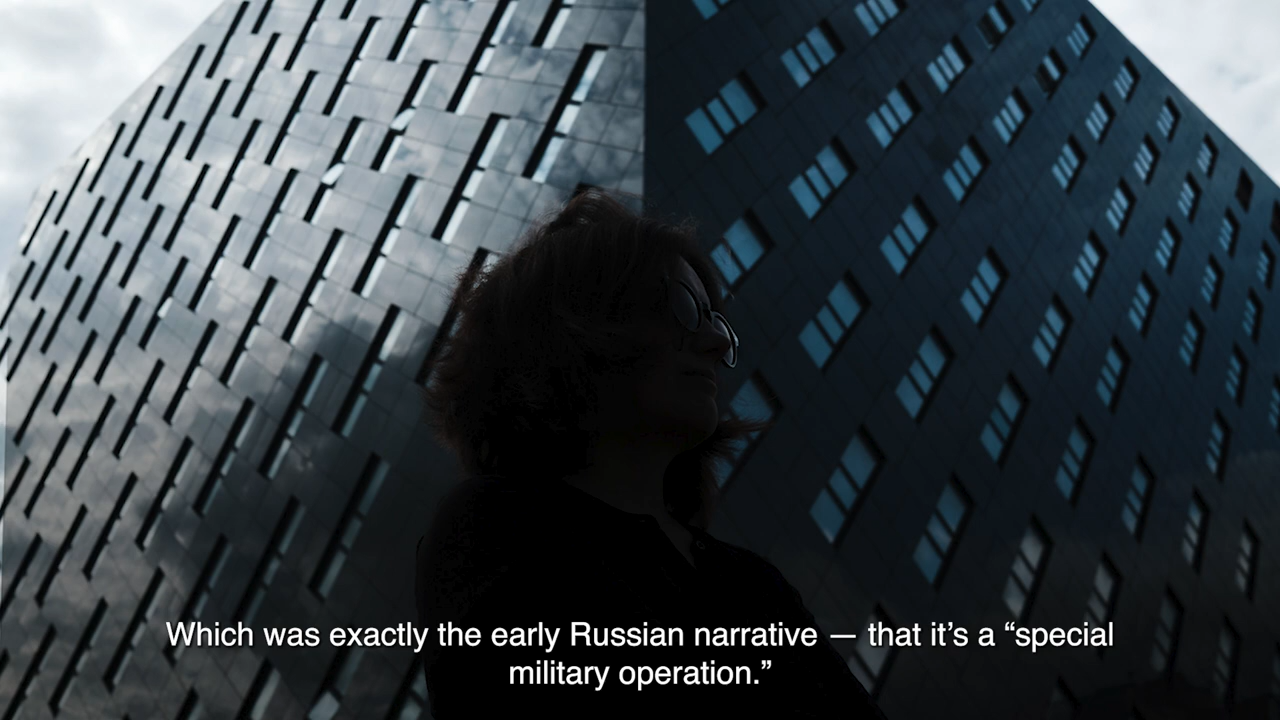 Which was exactly the early Russian narrative — that it’s a “special
military operation.”